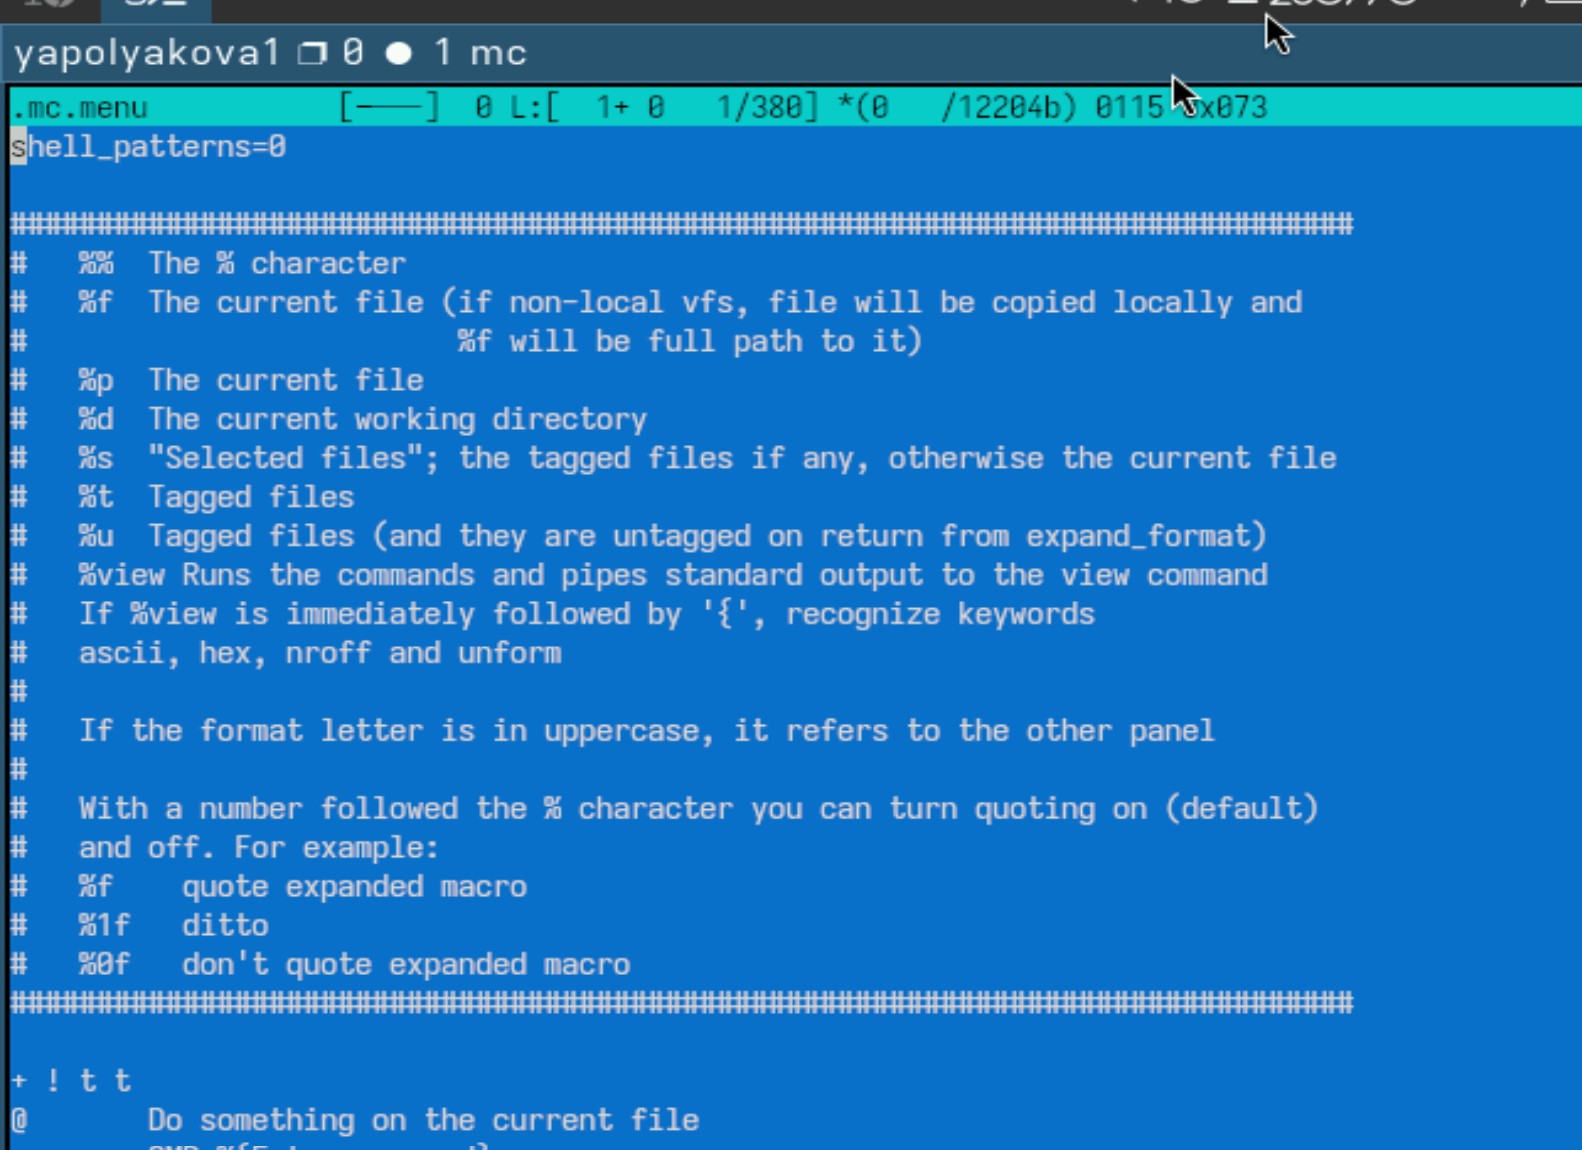 yapolyakova1 0 ● 1 mc
.mc.menu [----] 0 L:[ 1+ 0 1/380] *(0 /12204b) 0115 x073
shell_patterns=0
##############################################################################
# %% The % character
# %f The current file (if non-local vfs, file will be copied locally and
# %f will be full path to it)
# %p The current file
# %d The current working directory
# %s "Selected files"; the tagged files if any, otherwise the current file
# %t Tagged files
# %u Tagged files (and they are untagged on return from expand_format)
# %view Runs the commands and pipes standard output to the view command
# If %view is immediately followed by '{', recognize keywords
# ascii, hex, nroff and unform
#
# If the format letter is in uppercase, it refers to the other panel
#
# With a number followed the % character you can turn quoting on (default)
# and off. For example:
# %f quote expanded macro
# %1f ditto
# %0f don't quote expanded macro
##############################################################################
+ ! t t
@ Do something on the current file